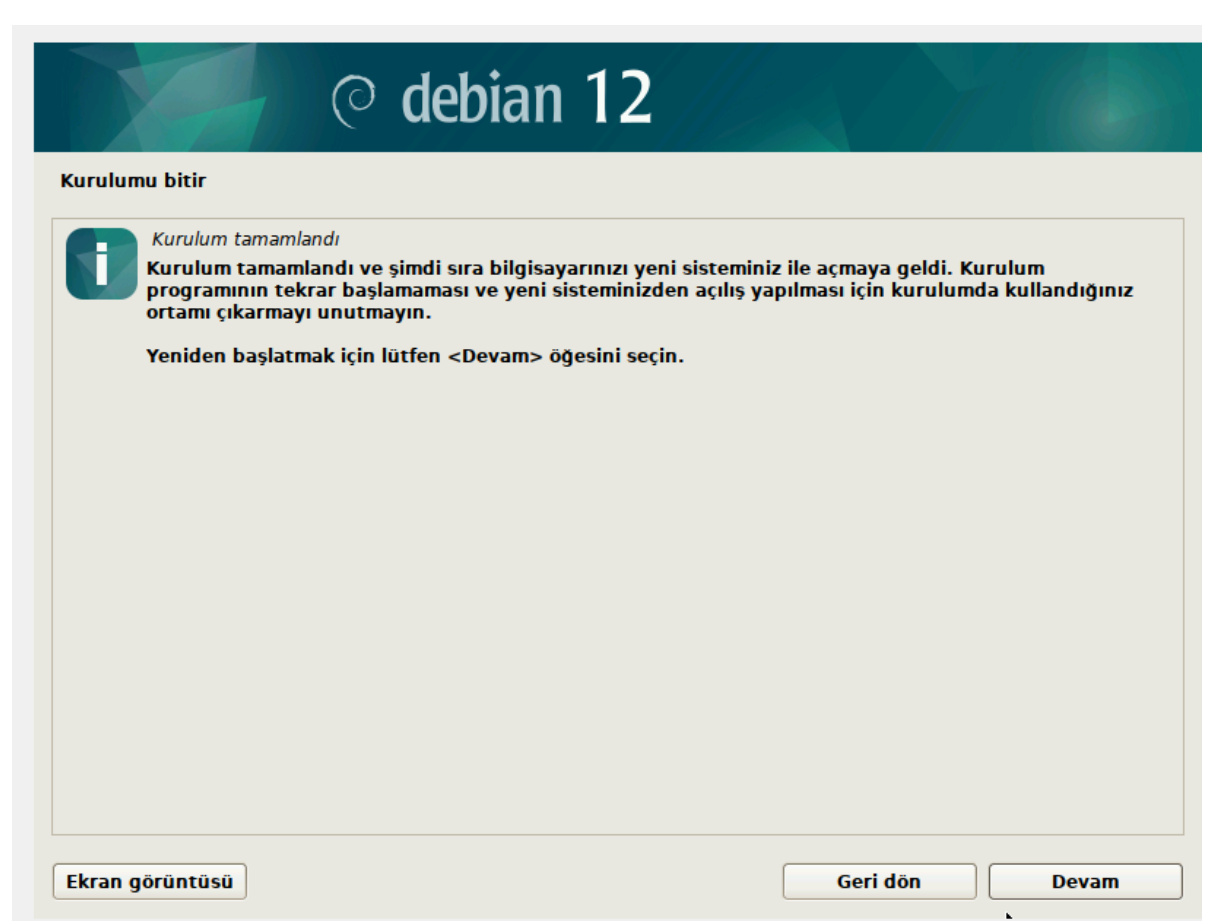 debian 12
Kurulumu bitir
Kurulum tamamlandı
Kurulum tamamlandı ve şimdi sıra bilgisayarınızı yeni sisteminiz ile açmaya geldi. Kurulum
programının tekrar başlamaması ve yeni sisteminizden açılış yapılması için kurulumda kullandığınız
ortamı çıkarmayı unutmayın.
Yeniden başlatmak için lütfen <Devam> öğesini seçin.
Ekran görüntüsü
Geri dön
Devam